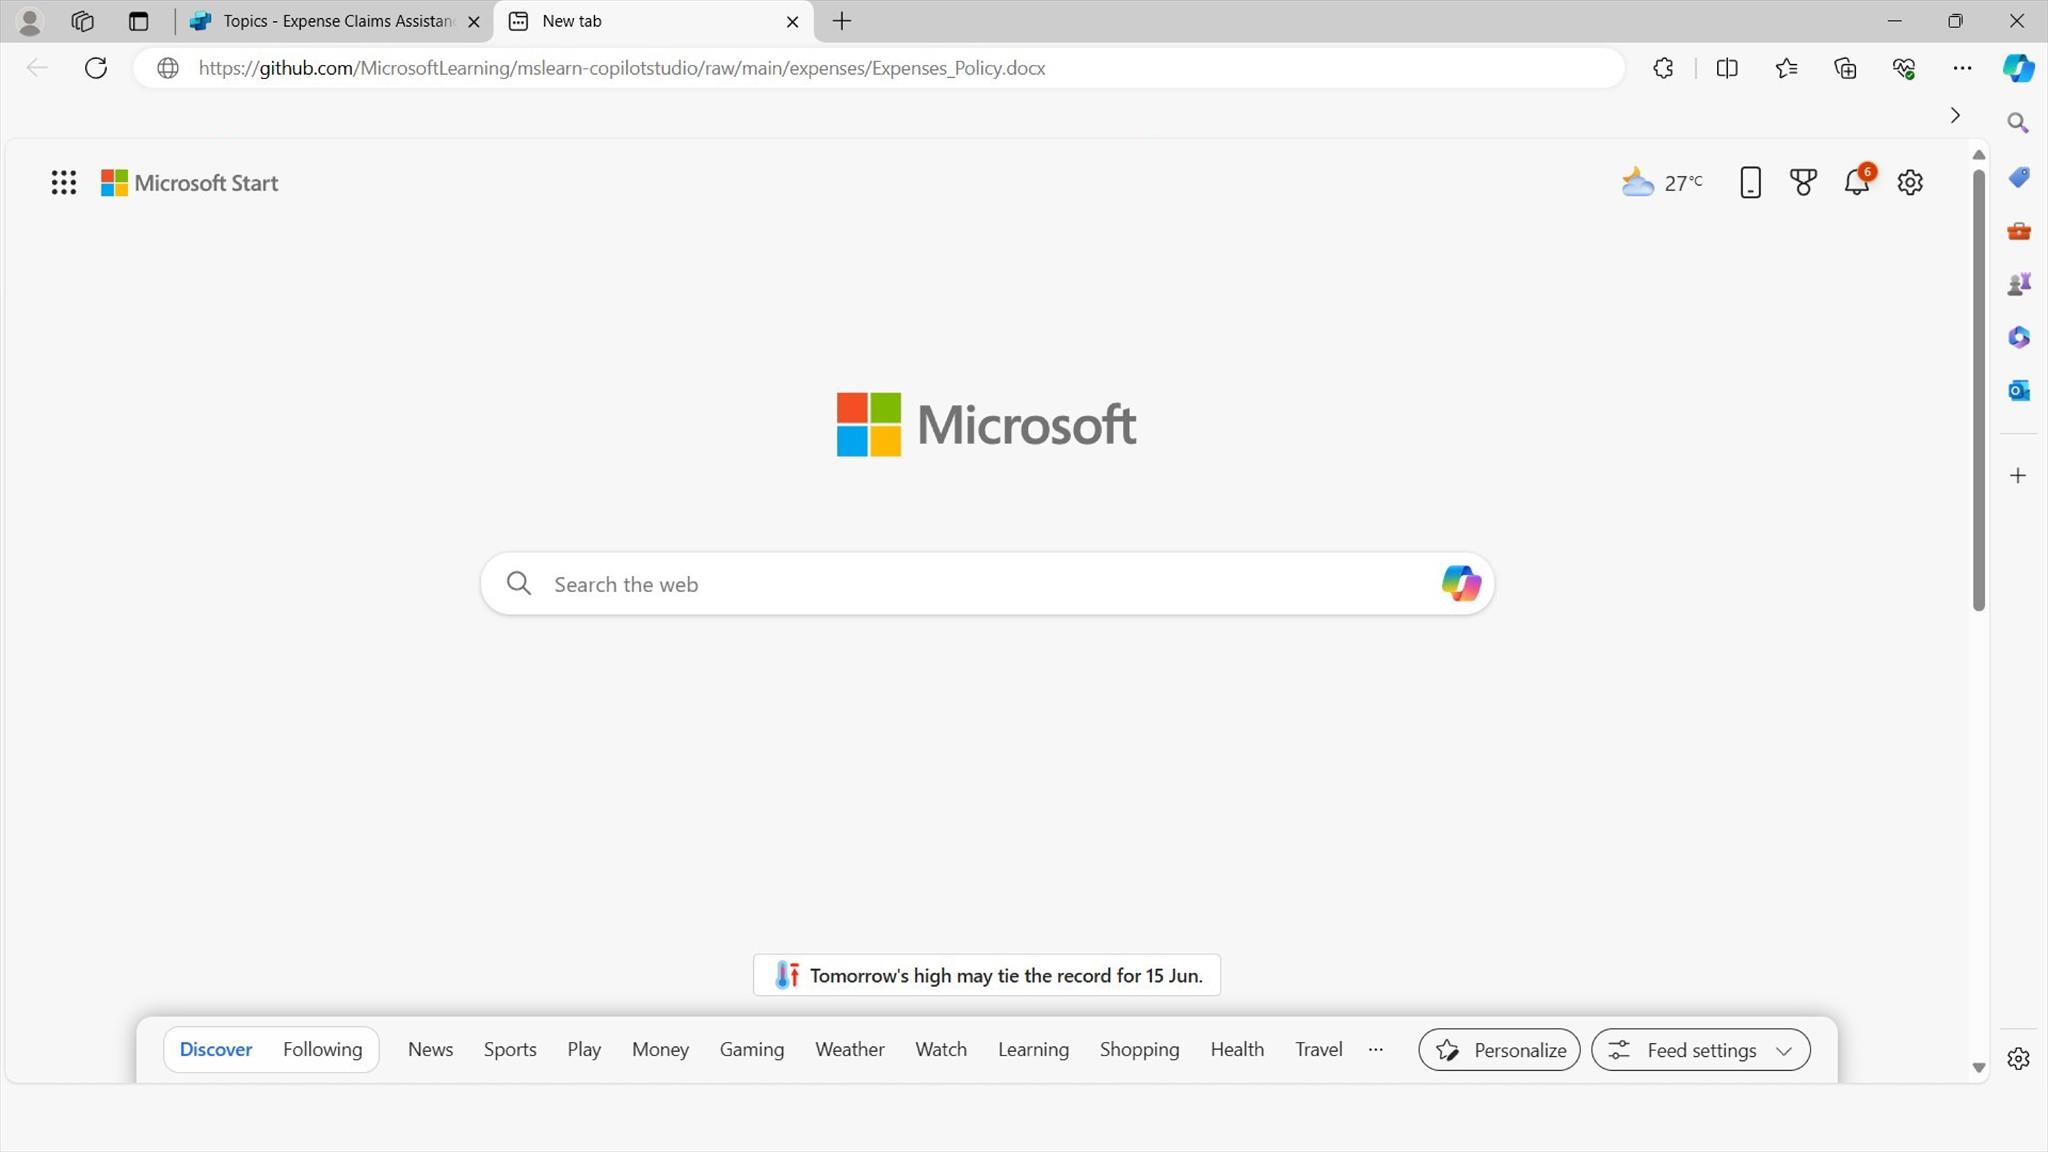 Topics - Expense Claims Assistan
New tab
https://github.com/MicrosoftLearning/mslearn-copilotstudio/raw/main/expenses/Expenses_Policy.docx
Microsoft Start
27°C
6
Microsoft
Search the web
Tomorrow's high may tie the record for 15 Jun.
Discover Following News Sports Play Money Gaming Weather Watch Learning Shopping Health Travel ... Personalize Feed settings